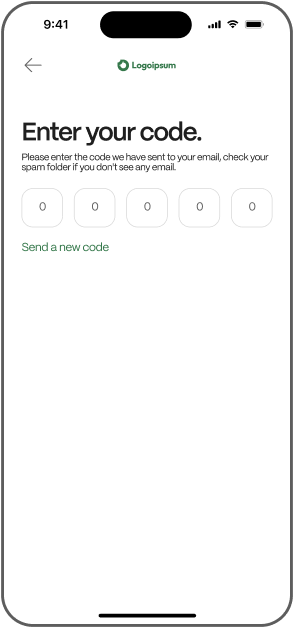 9:41
Logoipsum
Enter your code.
Please enter the code we have sent to your email, check your
spam folder if you don't see any email.
0 0 0 0 0
Send a new code